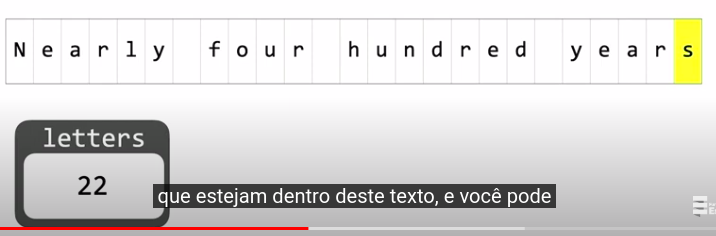 Nearly four hundred years
letters
22
que estejam dentro deste texto, e você pode